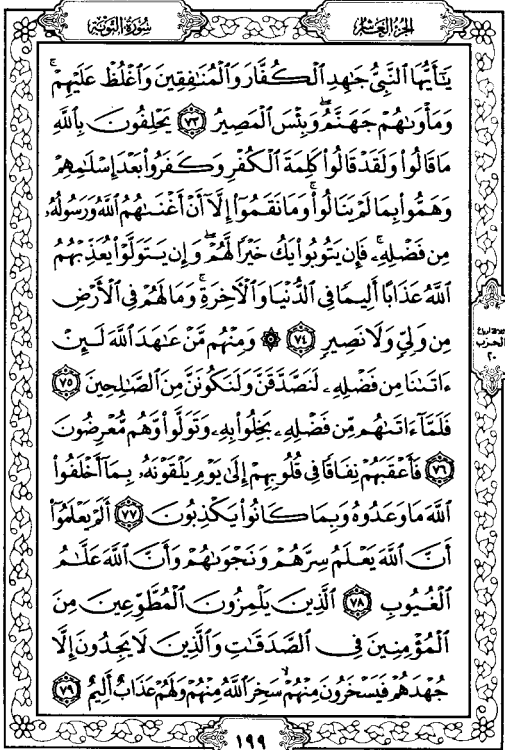 سُورَةُ التَّوْبَةِ
الجُزْءُ العَاشِرُ
يَٰٓأَيُّهَا ٱلنَّبِىُّ جَٰهِدِ ٱلْكُفَّارَ وَٱلْمُنَٰفِقِينَ وَٱغْلُظْ عَلَيْهِمْ ۚ
وَمَأْوَىٰهُمْ جَهَنَّمُ ۖ وَبِئْسَ ٱلْمَصِيرُ ٧٣ يَحْلِفُونَ بِٱللَّهِ
مَا قَالُوا۟ وَلَقَدْ قَالُوا۟ كَلِمَةَ ٱلْكُفْرِ وَكَفَرُوا۟ بَعْدَ إِسْلَٰمِهِمْ
وَهَمُّوا۟ بِمَا لَمْ يَنَالُوا۟ ۚ وَمَا نَقَمُوٓا۟ إِلَّآ أَنْ أَغْنَىٰهُمُ ٱللَّهُ وَرَسُولُهُۥ
مِن فَضْلِهِۦ ۚ فَإِن يَتُوبُوا۟ يَكُ خَيْرًا لَّهُمْ ۖ وَإِن يَتَوَلَّوْا۟ يُعَذِّبْهُمُ
ٱللَّهُ عَذَابًا أَلِيمًا فِى ٱلدُّنْيَا وَٱلْءَاخِرَةِ ۚ وَمَا لَهُمْ فِى ٱلْأَرْضِ
مِن وَلِىٍّ وَلَا نَصِيرٍ ٧٤ ۞ وَمِنْهُم مَّنْ عَٰهَدَ ٱللَّهَ لَئِنْ
ءَاتَىٰنَا مِن فَضْلِهِۦ لَنَصَّدَّقَنَّ وَلَنَكُونَنَّ مِنَ ٱلصَّٰلِحِينَ ٧٥
فَلَمَّآ ءَاتَىٰهُم مِّن فَضْلِهِۦ بَخِلُوا۟ بِهِۦ وَتَوَلَّوا۟ وَّهُم مُّعْرِضُونَ
٧٦ فَأَعْقَبَهُمْ نِفَاقًا فِى قُلُوبِهِمْ إِلَىٰ يَوْمِ يَلْقَوْنَهُۥ بِمَآ أَخْلَفُوا۟
ٱللَّهَ مَا وَعَدُوهُ وَبِمَا كَانُوا۟ يَكْذِبُونَ ٧٧ أَلَمْ يَعْلَمُوٓا۟
أَنَّ ٱللَّهَ يَعْلَمُ سِرَّهُمْ وَنَجْوَىٰهُمْ وَأَنَّ ٱللَّهَ عَلَّٰمُ
ٱلْغُيُوبِ ٧٨ ٱلَّذِينَ يَلْمِزُونَ ٱلْمُطَّوِّعِينَ مِنَ
ٱلْمُؤْمِنِينَ فِى ٱلصَّدَقَٰتِ وَٱلَّذِينَ لَا يَجِدُونَ إِلَّا
جُهْدَهُمْ فَيَسْخَرُونَ مِنْهُمْ ۙ سَخِرَ ٱللَّهُ مِنْهُمْ وَلَهُمْ عَذَابٌ أَلِيمٌ ٧٩
الحزب
٢٠
١٩٩